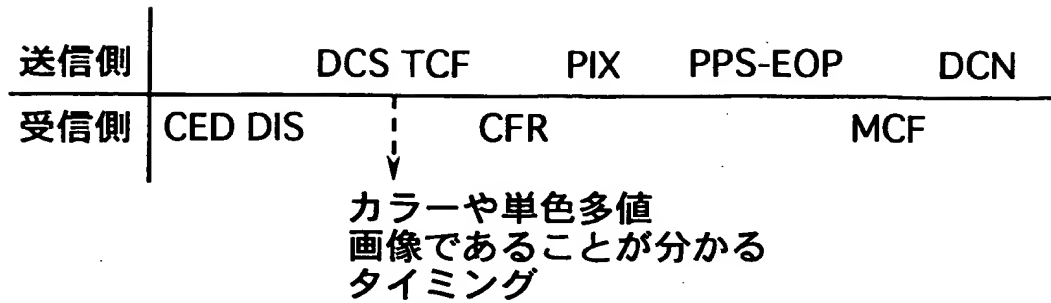 送信側 DCS TCF PIX PPS-EOP DCN
受信側 CED DIS CFR MCF
カラーや単色多値
画像であることが分かる
タイミング